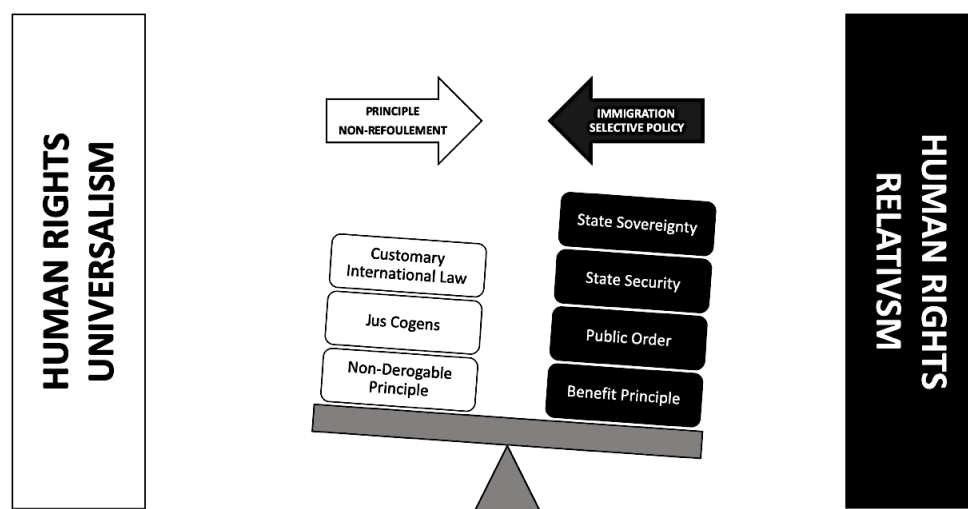 HUMAN RIGHTS
UNIVERSALISM
PRINCIPLE
NON-REFOULEMENT
IMMIGRATION
SELECTIVE POLICY
Customary
International Law
Jus Cogens
Non-Derogable
Principle
State Sovereignty
State Security
Public Order
Benefit Principle
HUMAN RIGHTS
RELATIVSM